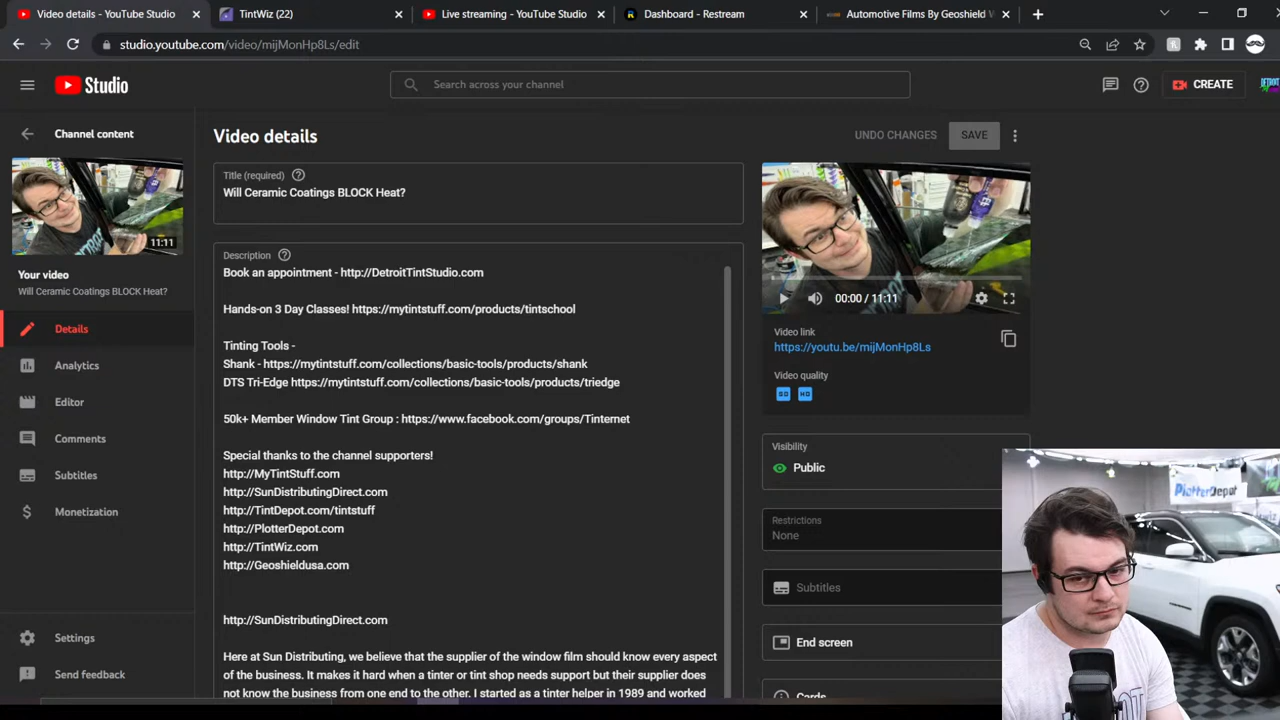 Video details - YouTube Studio
TintWiz (22)
Live streaming - YouTube Studio
Dashboard - Restream
Automotive Films By Geoshield W
studio.youtube.com/video/mijMonHp8Ls/edit
Studio
Search across your channel
CREATE
DETROIT
Channel content
11:11
Your video
Will Ceramic Coatings BLOCK Heat?
Details
Analytics
Editor
Comments
Subtitles
Monetization
Settings
Send feedback
Video details
UNDO CHANGES
SAVE
Title (required)
Will Ceramic Coatings BLOCK Heat?
Description
Book an appointment - http://DetroitTintStudio.com
Hands-on 3 Day Classes! https://mytintstuff.com/products/tintschool
Tinting Tools -
Shank - https://mytintstuff.com/collections/basic-tools/products/shank
DTS Tri-Edge https://mytintstuff.com/collections/basic-tools/products/triedge
50k+ Member Window Tint Group : https://www.facebook.com/groups/Tinternet
Special thanks to the channel supporters!
http://MyTintStuff.com
http://SunDistributingDirect.com
http://TintDepot.com/tintstuff
http://PlotterDepot.com
http://TintWiz.com
http://Geoshieldusa.com
http://SunDistributingDirect.com
Here at Sun Distributing, we believe that the supplier of the window film should know every aspect
of the business. It makes it hard when a tinter or tint shop needs support but their supplier does
not know the business from one end to the other. I started as a tinter helper in 1989 and worked
00:00 / 11:11
Video link
https://youtu.be/mijMonHp8Ls
Video quality
SD HD
Visibility
Public
Restrictions
None
Subtitles
End screen
Cards
PlotterDepot